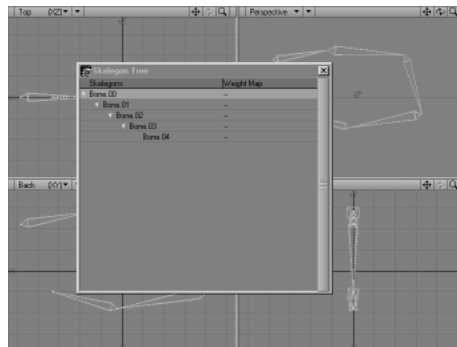 Top (XZ)
Perspective
Skelegon Tree
Skelegons Weight Map
Bone.00 --
Bone.01 --
Bone.02 --
Bone.03 --
Bone.04 --
Back (XY)